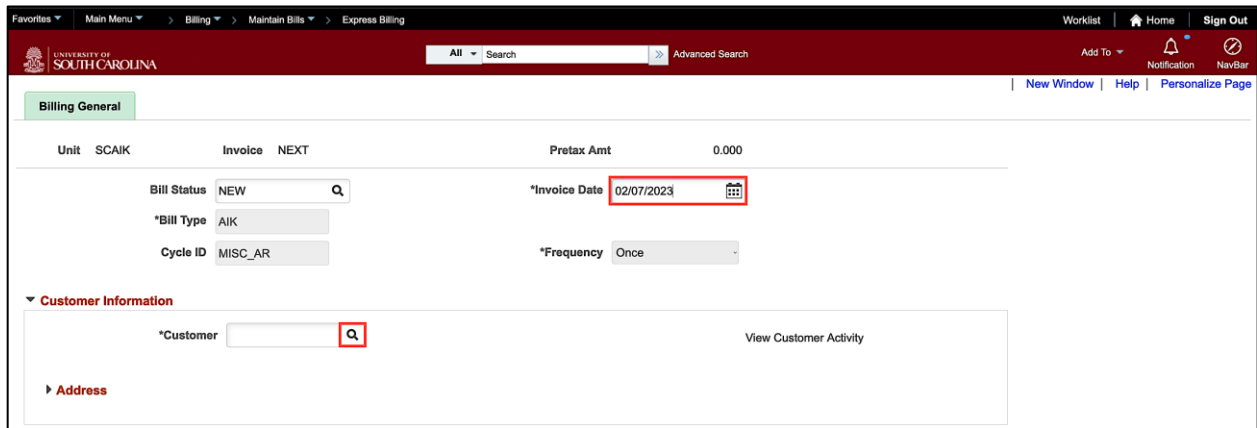 Favorites Main Menu > Billing > Maintain Bills > Express Billing Worklist Home Sign Out
UNIVERSITY OF
SOUTH CAROLINA
All Search >> Advanced Search Add To Notification NavBar
New Window | Help | Personalize Page
Billing General
Unit SCAIK Invoice NEXT Pretax Amt 0.000
Bill Status NEW *Invoice Date 02/07/2023
*Bill Type AIK
Cycle ID MISC_AR *Frequency Once
Customer Information
*Customer View Customer Activity
Address